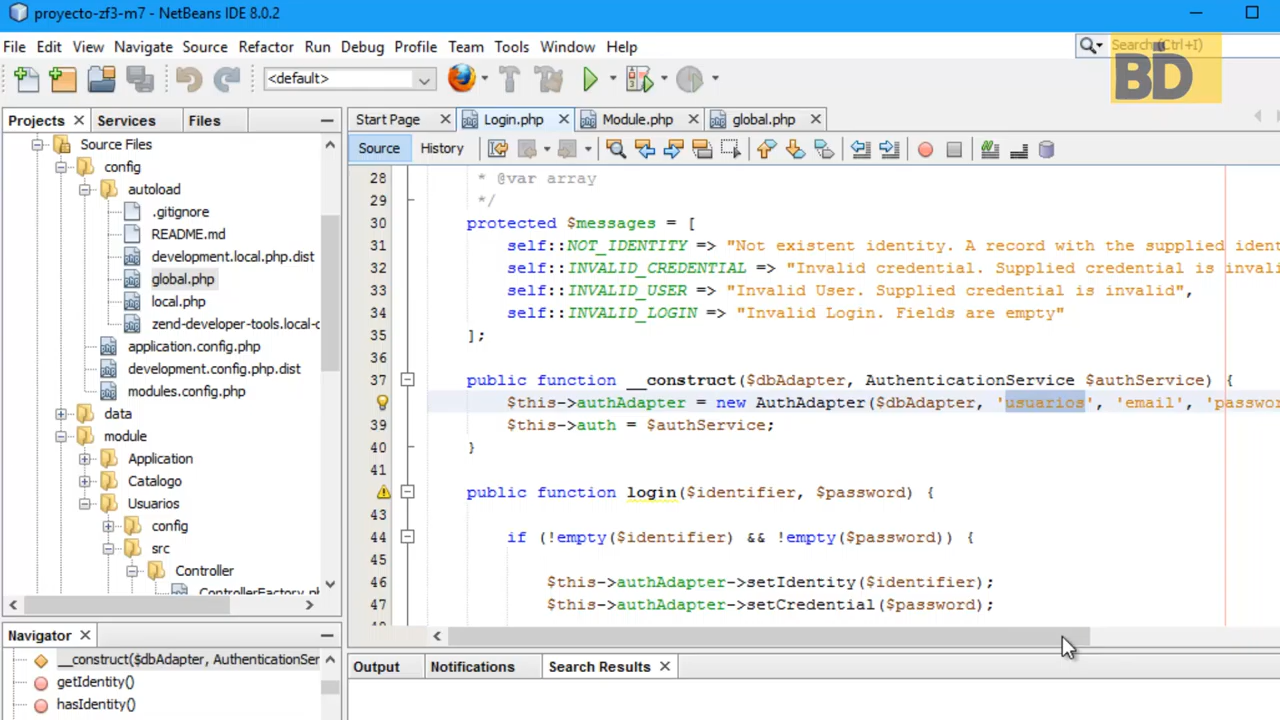 proyecto-zf3-m7 - NetBeans IDE 8.0.2
File Edit View Navigate Source Refactor Run Debug Profile Team Tools Window Help
Search (Ctrl+I)
BD
<default>
Projects Services Files
Start Page Login.php Module.php global.php
Source History
Source Files
config
autoload
.gitignore
README.md
development.local.php.dist
global.php
local.php
zend-developer-tools.local-c
application.config.php
development.config.php.dist
modules.config.php
data
module
Application
Catalogo
Usuarios
config
src
Controller
ControllerFactory.ph
28 * @var array
29 */
30 protected $messages = [
31 self::NOT_IDENTITY => "Not existent identity. A record with the supplied ident
32 self::INVALID_CREDENTIAL => "Invalid credential. Supplied credential is invali
33 self::INVALID_USER => "Invalid User. Supplied credential is invalid",
34 self::INVALID_LOGIN => "Invalid Login. Fields are empty"
35 ];
36
37 public function __construct($dbAdapter, AuthenticationService $authService) {
$this->authAdapter = new AuthAdapter($dbAdapter, 'usuarios', 'email', 'passwor
39 $this->auth = $authService;
40 }
41
public function login($identifier, $password) {
43
44 if (!empty($identifier) && !empty($password)) {
45
46 $this->authAdapter->setIdentity($identifier);
47 $this->authAdapter->setCredential($password);
Navigator
__construct($dbAdapter, AuthenticationSer
getIdentity()
hasIdentity()
Output Notifications Search Results